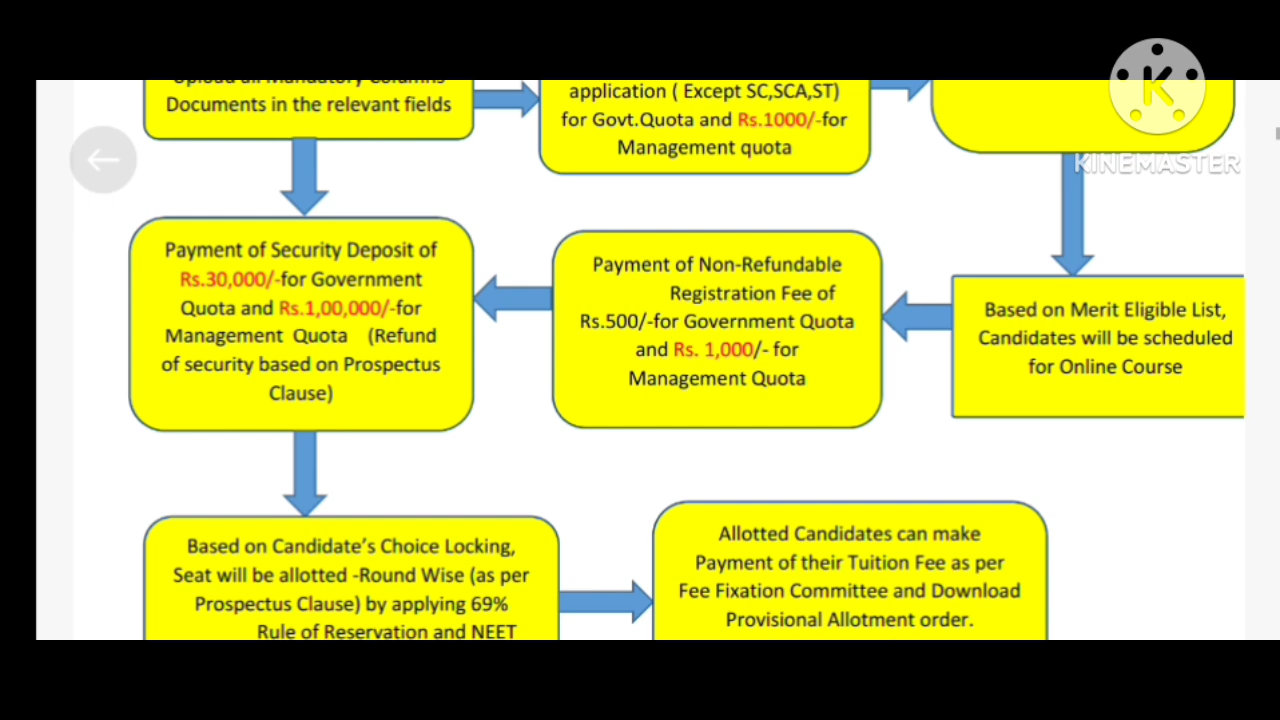 Upload all Mandatory Columns
Documents in the relevant fields
application ( Except SC,SCA,ST)
for Govt.Quota and Rs.1000/-for
Management quota
KINEMASTER
Payment of Security Deposit of
Rs.30,000/-for Government
Quota and Rs.1,00,000/-for
Management Quota (Refund
of security based on Prospectus
Clause)
Payment of Non-Refundable
Registration Fee of
Rs.500/-for Government Quota
and Rs. 1,000/- for
Management Quota
Based on Merit Eligible List,
Candidates will be scheduled
for Online Course
Based on Candidate's Choice Locking,
Seat will be allotted -Round Wise (as per
Prospectus Clause) by applying 69%
Rule of Reservation and NEET
Allotted Candidates can make
Payment of their Tuition Fee as per
Fee Fixation Committee and Download
Provisional Allotment order.